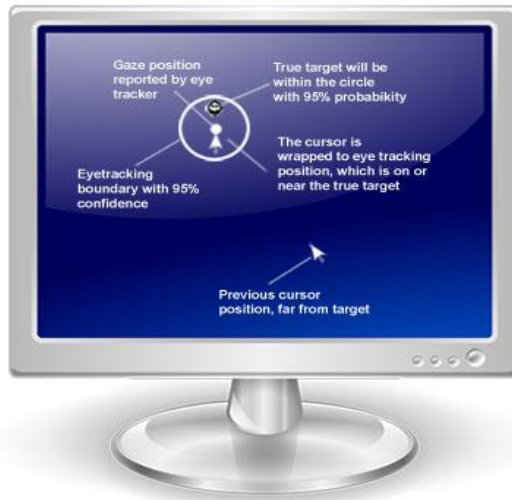 Gaze position
reported by eye
tracker
True target will be
within the circle
with 95% probabikity
The cursor is
wrapped to eye tracking
position, which is on or
near the true target
Eyetracking
boundary with 95%
confidence
Previous cursor
position, far from target